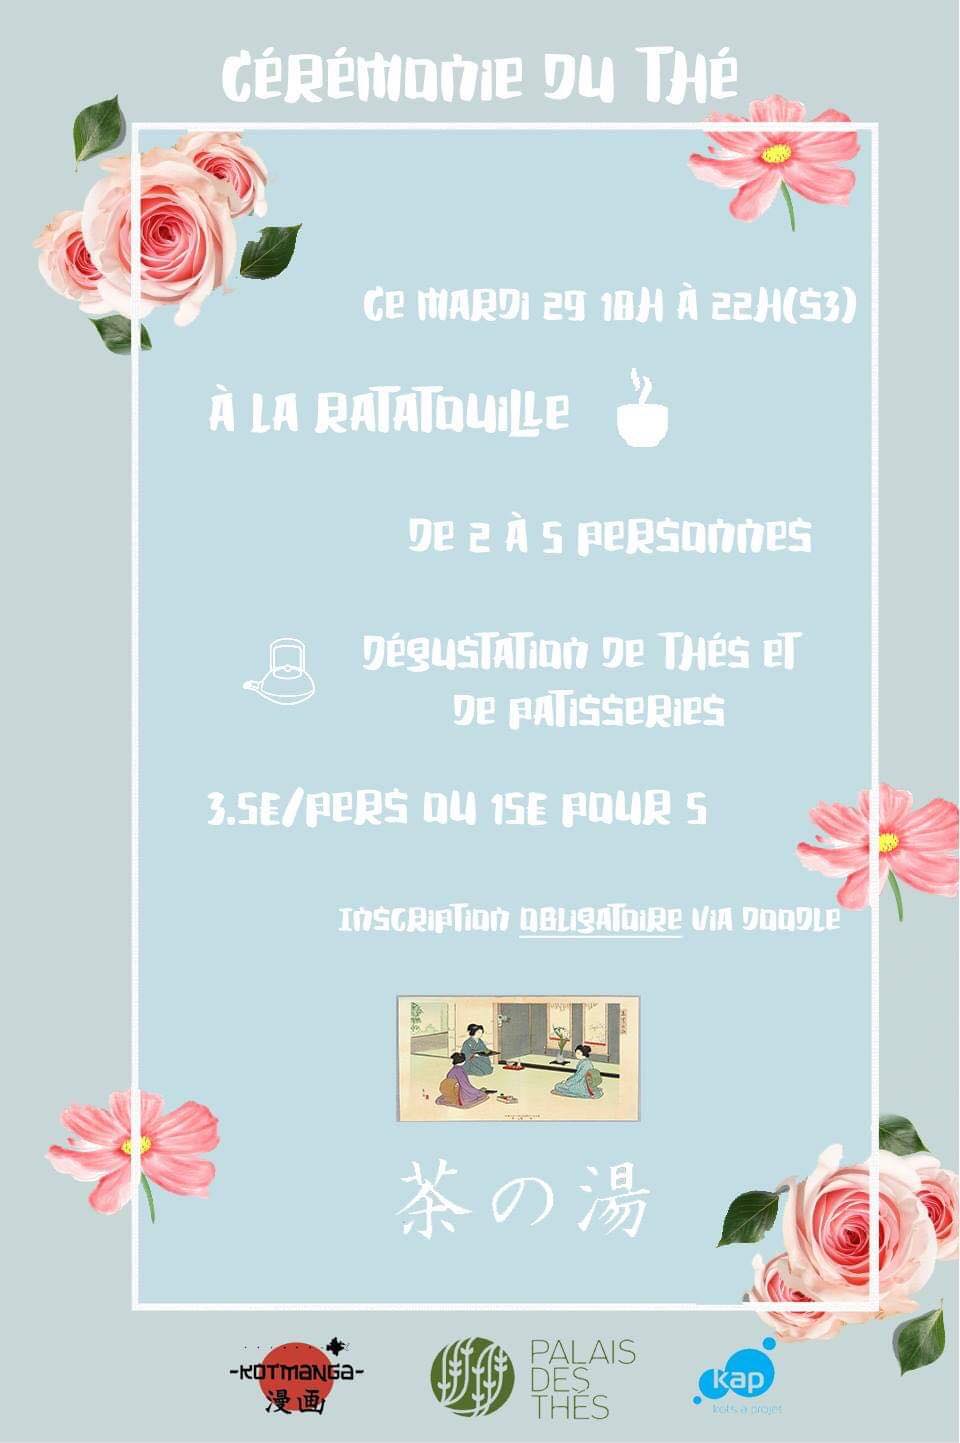 CÉRÉMONIE DU THÉ
CE MARDI 29 18H À 22H(S3)
À LA RATATOUILLE
DE 2 À 5 PERSONNES
DÉGUSTATION DE THÉS ET
DE PATISSERIES
3.5E/PERS OU 15E POUR 5
INSCRIPTION OBLIGATOIRE VIA DOODLE
茶の湯
-KOTMANGA-
漫画
PALAIS
DES
THÉS
kap
kots à projet